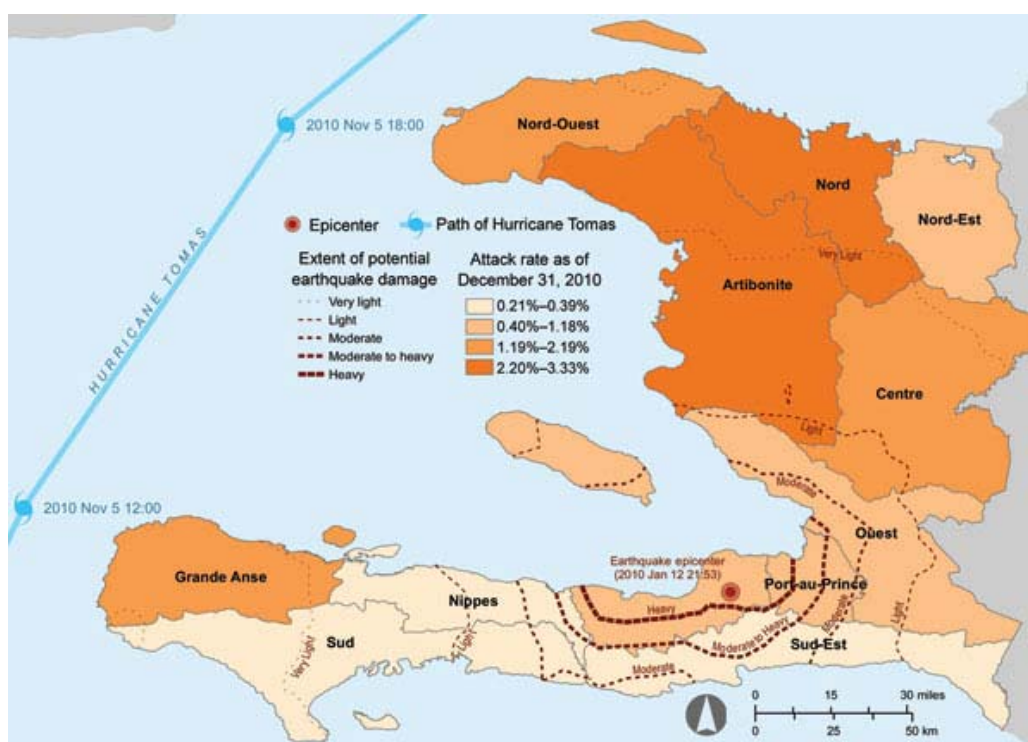 2010 Nov 5 18:00
Nord-Ouest
Nord
Nord-Est
Epicenter
Path of Hurricane Tomas
HURRICANE TOMAS
Extent of potential
earthquake damage
Very light
Light
Moderate
Moderate to heavy
Heavy
Attack rate as of
December 31, 2010
0.21%–0.39%
0.40%–1.18%
1.19%–2.19%
2.20%–3.33%
Very Light
Artibonite
Centre
Light
Moderate
2010 Nov 5 12:00
Ouest
Earthquake epicenter
(2010 Jan 12 21:53)
Grande Anse
Port-au-Prince
Nippes
Heavy
Moderate to Heavy
Moderate
Light
Sud
Very Light
Light
Sud-Est
Moderate
0 15 30 miles
0 25 50 km